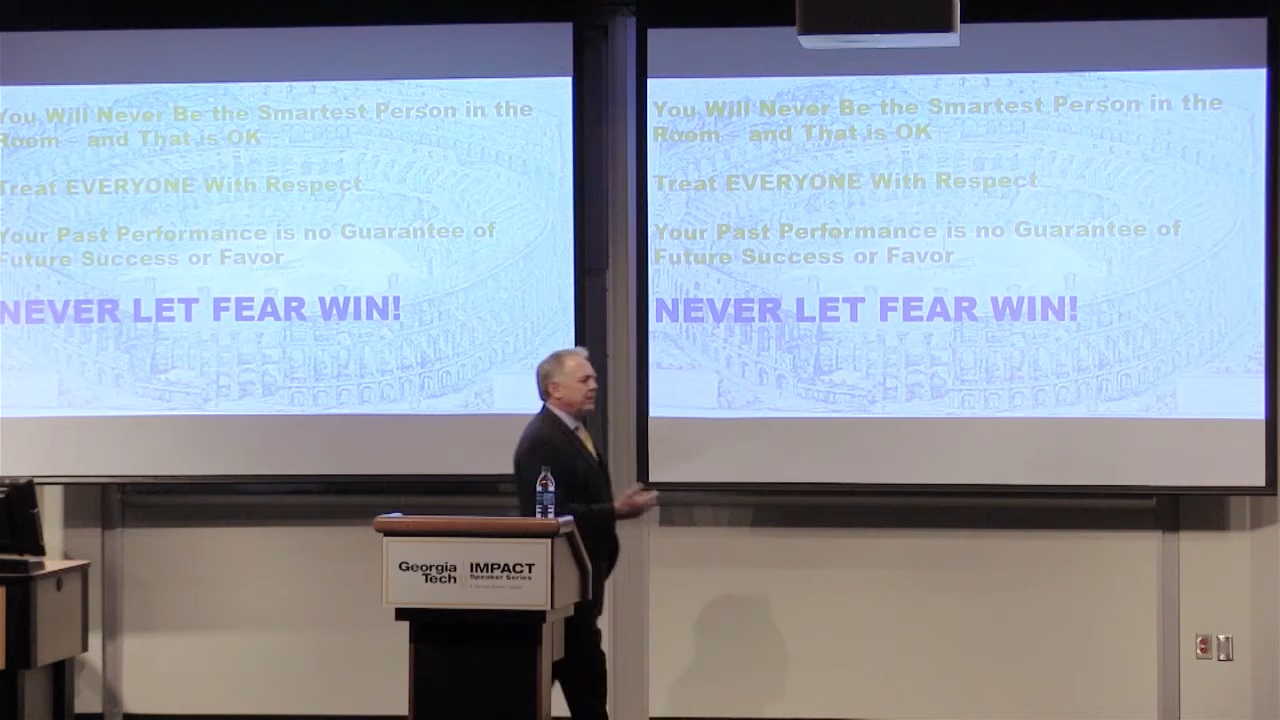 You Will Never Be the Smartest Person in the
Room - and That is OK
Treat EVERYONE With Respect
Your Past Performance is no Guarantee of
Future Success or Favor
NEVER LET FEAR WIN!
You Will Never Be the Smartest Person in the
Room - and That is OK
Treat EVERYONE With Respect
Your Past Performance is no Guarantee of
Future Success or Favor
NEVER LET FEAR WIN!
Georgia
Tech
IMPACT
Speaker Series